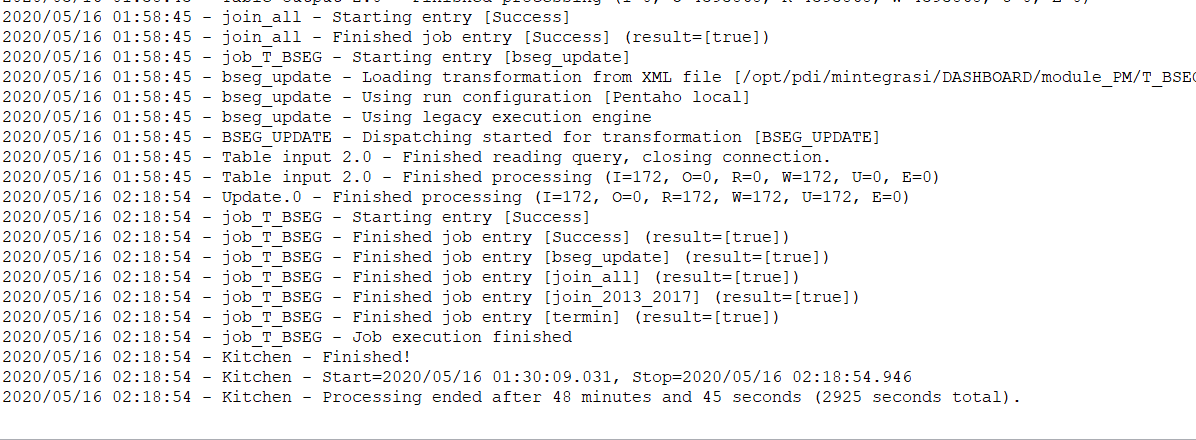 2020/05/16 01:58:45 - join_all - Starting entry [Success]
2020/05/16 01:58:45 - join_all - Finished job entry [Success] (result=[true])
2020/05/16 01:58:45 - job_T_BSEG - Starting entry [bseg_update]
2020/05/16 01:58:45 - bseg_update - Loading transformation from XML file [/opt/pdi/mintegrasi/DASHBOARD/module_PM/T_BSEG
2020/05/16 01:58:45 - bseg_update - Using run configuration [Pentaho local]
2020/05/16 01:58:45 - bseg_update - Using legacy execution engine
2020/05/16 01:58:45 - BSEG_UPDATE - Dispatching started for transformation [BSEG_UPDATE]
2020/05/16 01:58:45 - Table input 2.0 - Finished reading query, closing connection.
2020/05/16 01:58:45 - Table input 2.0 - Finished processing (I=172, O=0, R=0, W=172, U=0, E=0)
2020/05/16 02:18:54 - Update.0 - Finished processing (I=172, O=0, R=172, W=172, U=172, E=0)
2020/05/16 02:18:54 - job_T_BSEG - Starting entry [Success]
2020/05/16 02:18:54 - job_T_BSEG - Finished job entry [Success] (result=[true])
2020/05/16 02:18:54 - job_T_BSEG - Finished job entry [bseg_update] (result=[true])
2020/05/16 02:18:54 - job_T_BSEG - Finished job entry [join_all] (result=[true])
2020/05/16 02:18:54 - job_T_BSEG - Finished job entry [join_2013_2017] (result=[true])
2020/05/16 02:18:54 - job_T_BSEG - Finished job entry [termin] (result=[true])
2020/05/16 02:18:54 - job_T_BSEG - Job execution finished
2020/05/16 02:18:54 - Kitchen - Finished!
2020/05/16 02:18:54 - Kitchen - Start=2020/05/16 01:30:09.031, Stop=2020/05/16 02:18:54.946
2020/05/16 02:18:54 - Kitchen - Processing ended after 48 minutes and 45 seconds (2925 seconds total).